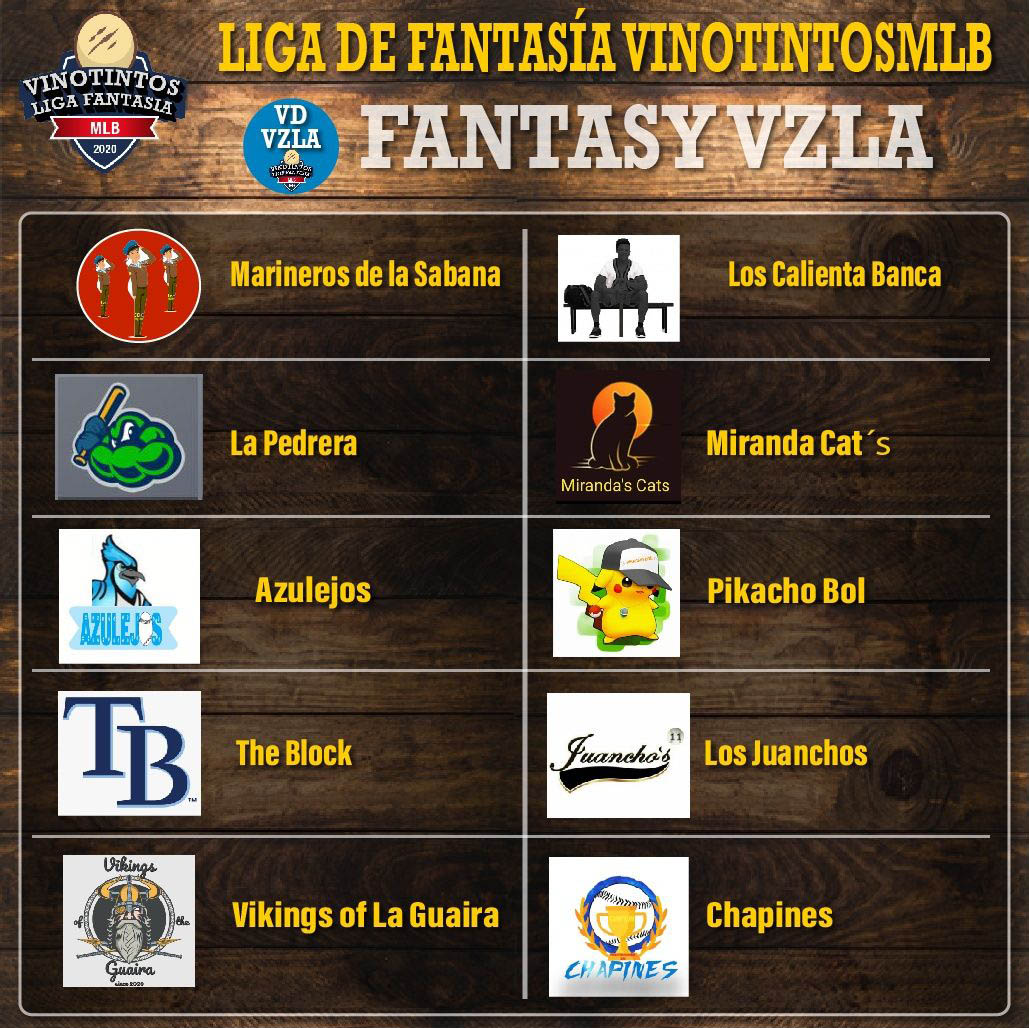 VINOTINTOS
LIGA FANTASIA
MLB
2020
LIGA DE FANTASÍA VINOTINTOSMLB
VD
VZLA
FANTASY VZLA
Marineros de la Sabana
Los Calienta Banca
La Pedrera
Miranda's Cats
Miranda Cat´s
AZULEJOS
Azulejos
Pikacho Bol
TB
TM
The Block
Juancho's
11
Los Juanchos
Vikings
of the
Guaira
since 2020
Vikings of La Guaira
CHAPINES
Chapines